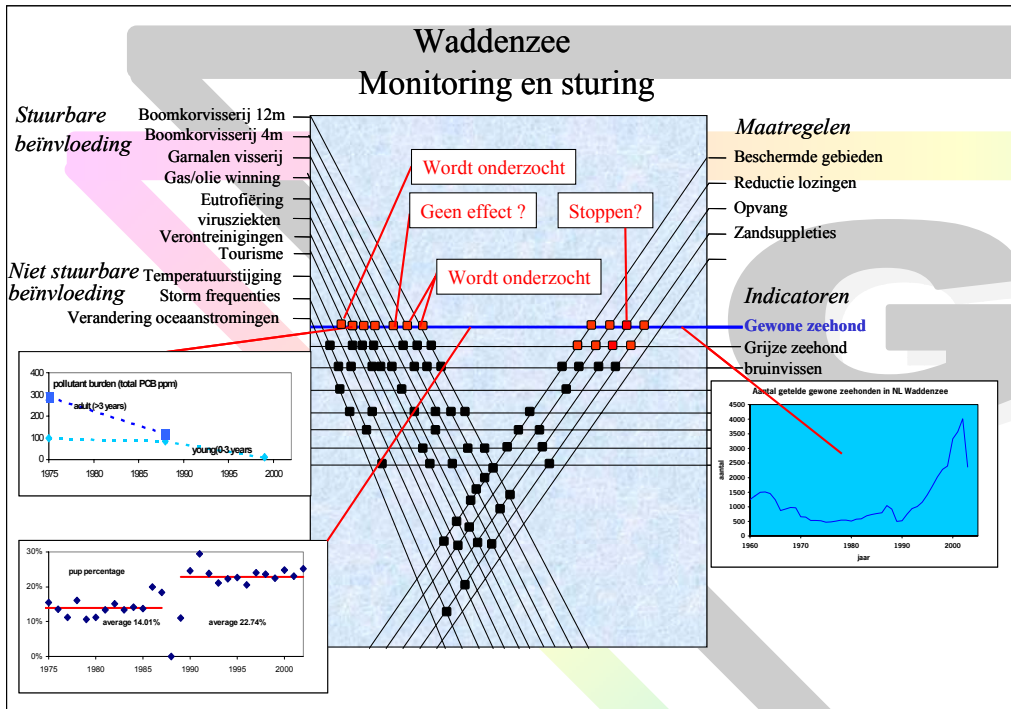 Waddenzee
Monitoring en sturing
Stuurbare
beïnvloeding
Boomkorvisserij 12m
Boomkorvisserij 4m
Garnalen visserij
Gas/olie winning
Eutrofiëring
virusziekten
Verontreinigingen
Tourisme
Niet stuurbare
beïnvloeding
Temperatuurstijging
Storm frequenties
Verandering oceaanstromingen
Wordt onderzocht
Geen effect ?
Stoppen?
Wordt onderzocht
Maatregelen
Beschermde gebieden
Reductie lozingen
Opvang
Zandsuppleties
Indicatoren
Gewone zeehond
Grijze zeehond
bruinvissen
pollutant burden (total PCB ppm)
adult (>3 years)
young(0-3 years
400
300
200
100
0
1975 1980 1985 1990 1995 2000
pup percentage
average 14.01%
average 22.74%
30%
20%
10%
0%
1975 1980 1985 1990 1995 2000
Aantal getelde gewone zeehonden in NL Waddenzee
aantal
4500
4000
3500
3000
2500
2000
1500
1000
500
0
1960 1970 1980 1990 2000
jaar